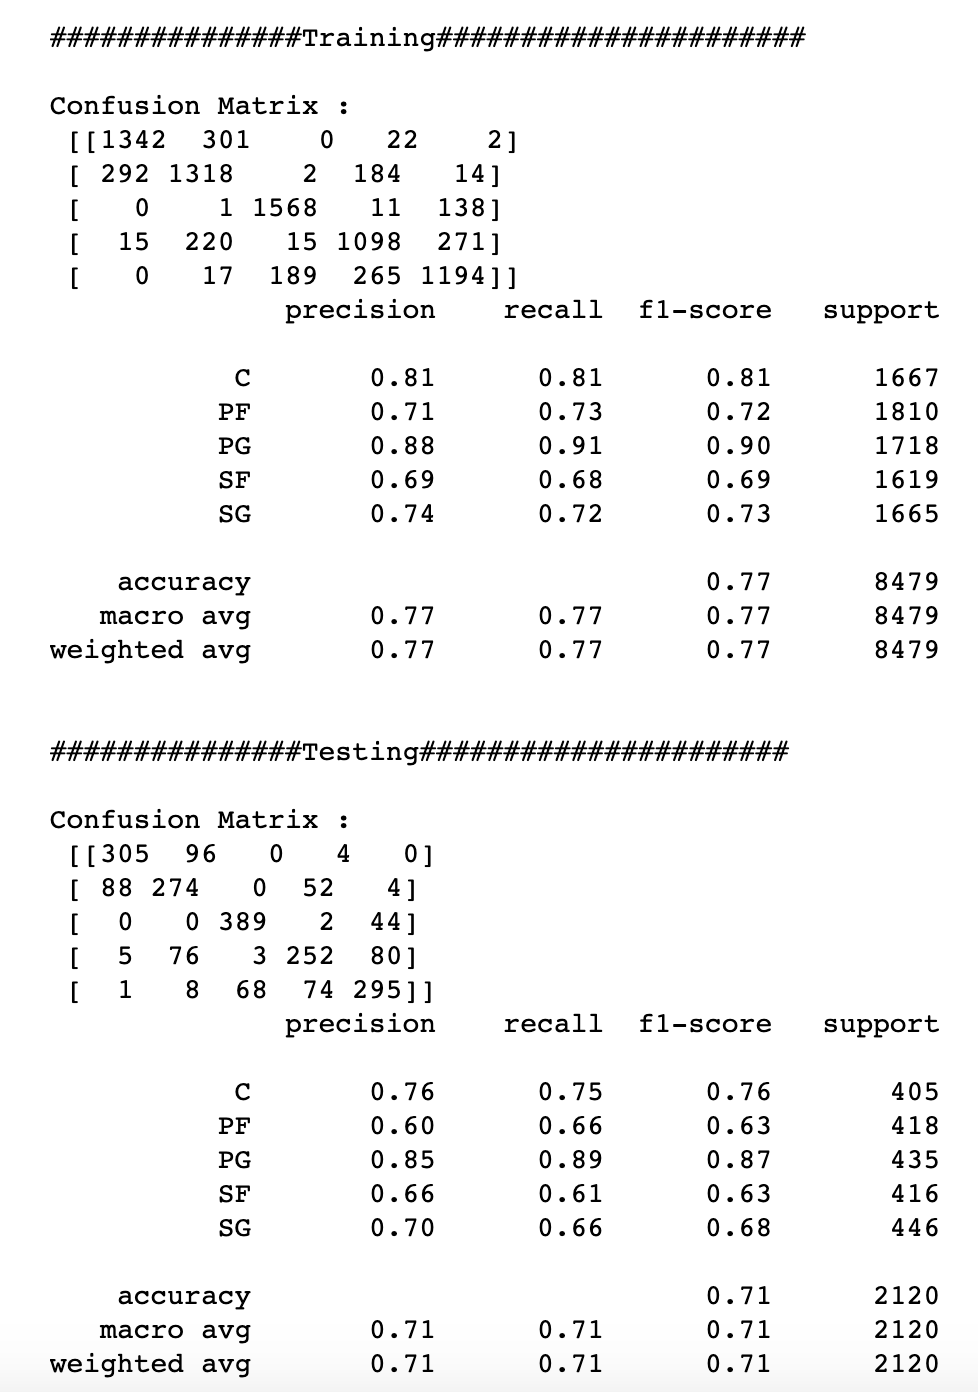 ###############Training######################
Confusion Matrix :
[[1342 301 0 22 2]
[ 292 1318 2 184 14]
[ 0 1 1568 11 138]
[ 15 220 15 1098 271]
[ 0 17 189 265 1194]]
precision recall f1-score support
C 0.81 0.81 0.81 1667
PF 0.71 0.73 0.72 1810
PG 0.88 0.91 0.90 1718
SF 0.69 0.68 0.69 1619
SG 0.74 0.72 0.73 1665
accuracy 0.77 8479
macro avg 0.77 0.77 0.77 8479
weighted avg 0.77 0.77 0.77 8479
###############Testing######################
Confusion Matrix :
[[305 96 0 4 0]
[ 88 274 0 52 4]
[ 0 0 389 2 44]
[ 5 76 3 252 80]
[ 1 8 68 74 295]]
precision recall f1-score support
C 0.76 0.75 0.76 405
PF 0.60 0.66 0.63 418
PG 0.85 0.89 0.87 435
SF 0.66 0.61 0.63 416
SG 0.70 0.66 0.68 446
accuracy 0.71 2120
macro avg 0.71 0.71 0.71 2120
weighted avg 0.71 0.71 0.71 2120